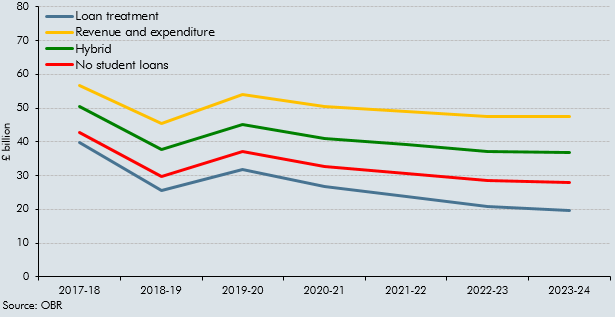 Loan treatment
Revenue and expenditure
Hybrid
No student loans
80
70
60
50
40
30
20
10
0
£ billion
2017-18 2018-19 2019-20 2020-21 2021-22 2022-23 2023-24
Source: OBR